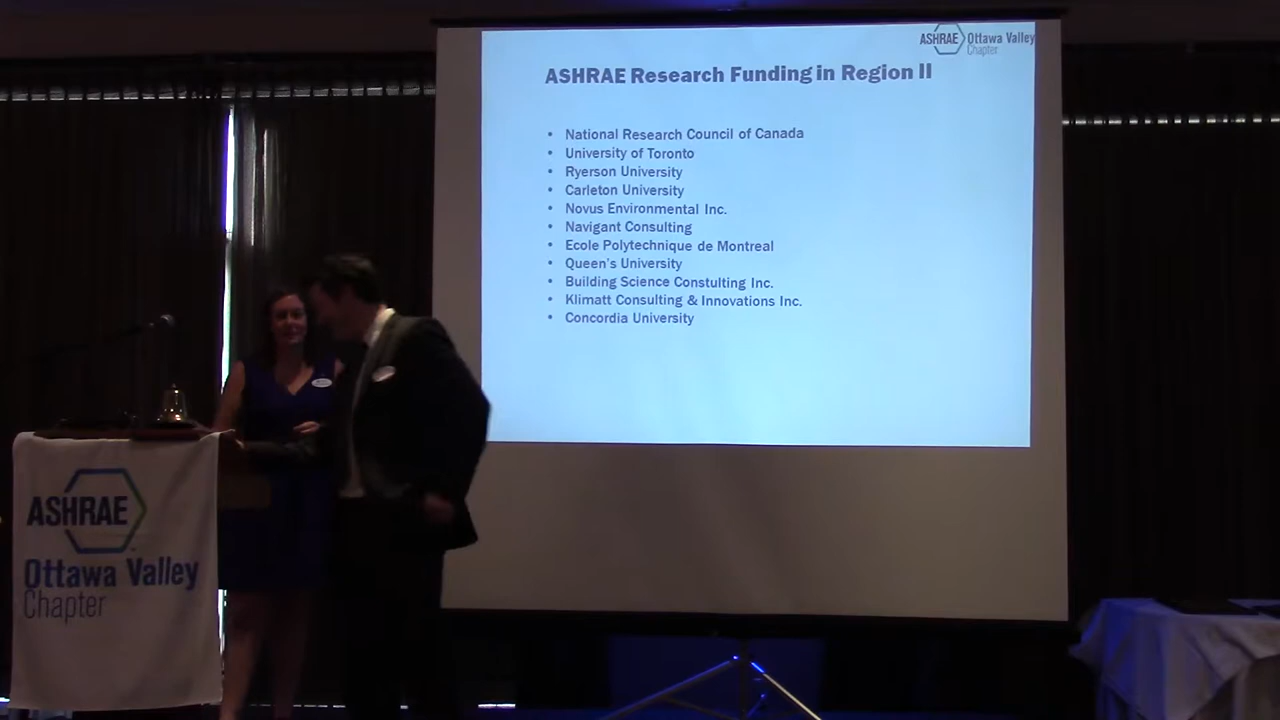 ASHRAE Ottawa Valley
Chapter
ASHRAE Research Funding in Region II
• National Research Council of Canada
• University of Toronto
• Ryerson University
• Carleton University
• Novus Environmental Inc.
• Navigant Consulting
• Ecole Polytechnique de Montreal
• Queen's University
• Building Science Constulting Inc.
• Klimatt Consulting & Innovations Inc.
• Concordia University
ASHRAE
Ottawa Valley
Chapter